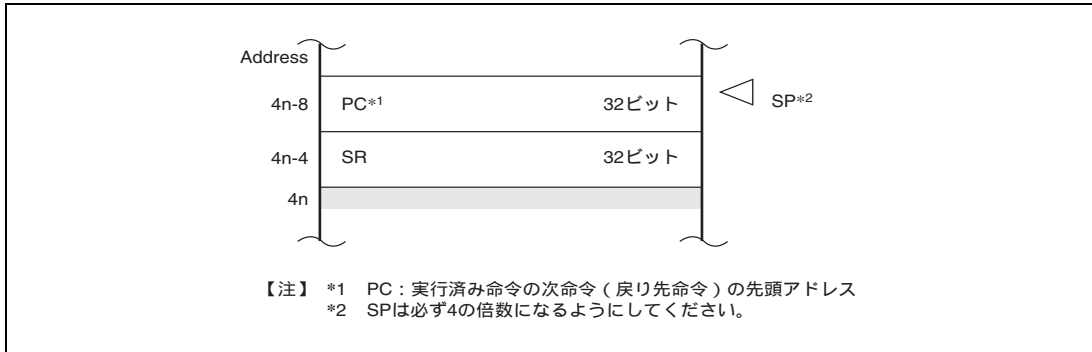 Address
4n-8 PC*1 32ビット SP*2
4n-4 SR 32ビット
4n
【注】 *1 PC：実行済み命令の次命令（戻り先命令）の先頭アドレス
*2 SPは必ず4の倍数になるようにしてください。